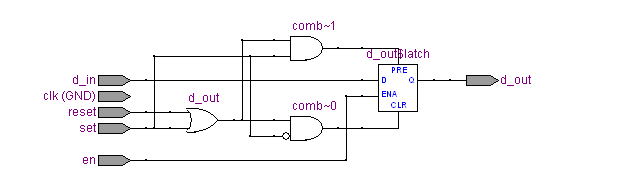 comb~1
d_out$latch
PRE
d_in
D
Q
d_out
clk (GND)
d_out
ENA
reset
comb~0
CLR
set
en